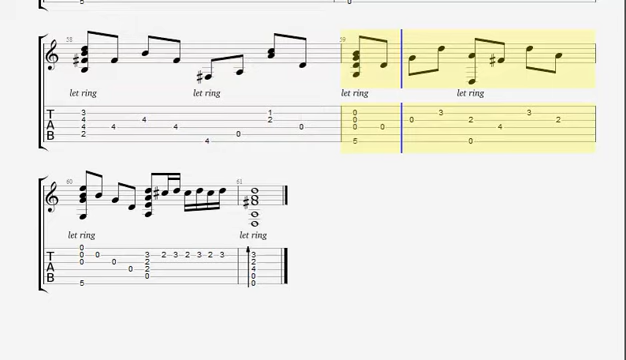 58 59
let ring let ring let ring let ring
T 3 1 0 3 3
A 4 4 2 0 0 2 2
4 4 4 0 0 0 4
B 2 0
4 5 0
60 61
let ring let ring
0
T 0 0 3 2 3 2 3 2 3 3
A 0 0 2 2
0 2 4
B 0 0
5 0